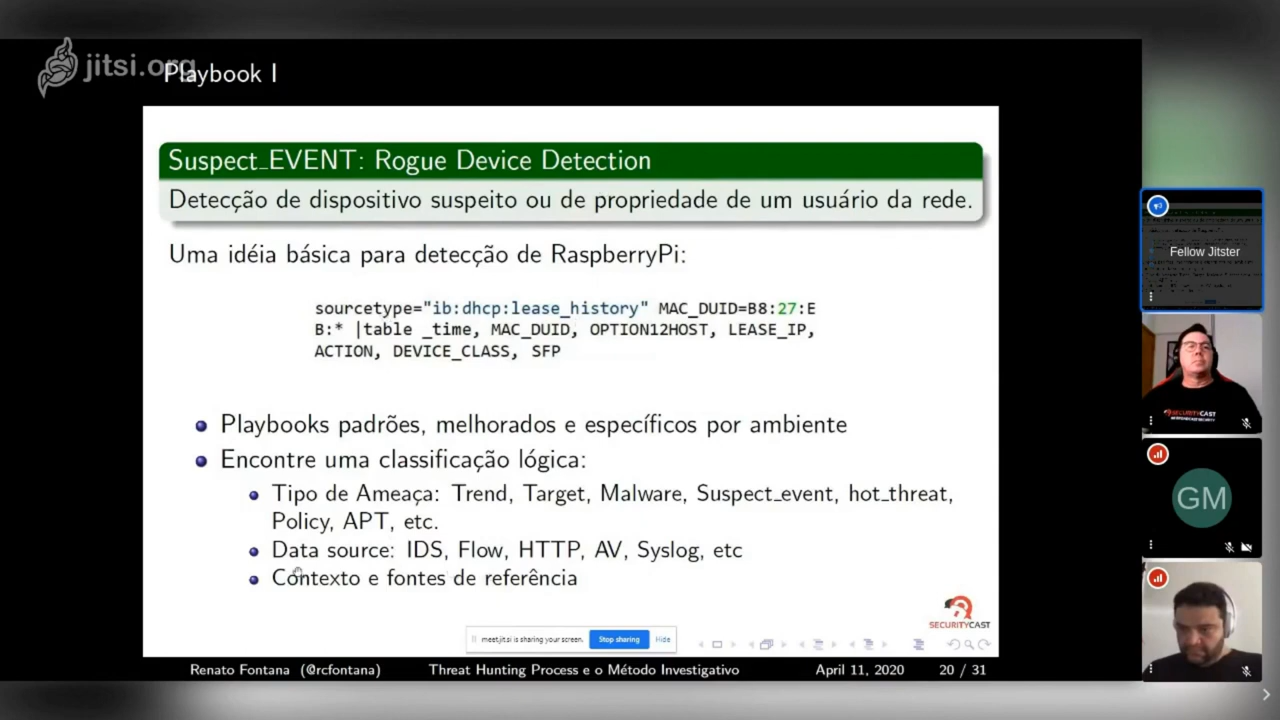 jitsi.org
Playbook I
Suspect_EVENT: Rogue Device Detection
Detecção de dispositivo suspeito ou de propriedade de um usuário da rede.
Uma idéia básica para detecção de RaspberryPi:
sourcetype="ib:dhcp:lease_history" MAC_DUID=B8:27:E
B:* |table _time, MAC_DUID, OPTION12HOST, LEASE_IP,
ACTION, DEVICE_CLASS, SFP
Playbooks padrões, melhorados e específicos por ambiente
Encontre uma classificação lógica:
Tipo de Ameaça: Trend, Target, Malware, Suspect_event, hot_threat,
Policy, APT, etc.
Data source: IDS, Flow, HTTP, AV, Syslog, etc
Contexto e fontes de referência
SECURITYCAST
meet.jit.si is sharing your screen. Stop sharing Hide
Renato Fontana (@rcfontana) Threat Hunting Process e o Método Investigativo April 11, 2020 20 / 31
Fellow Jitster
SECURITYCAST
GM